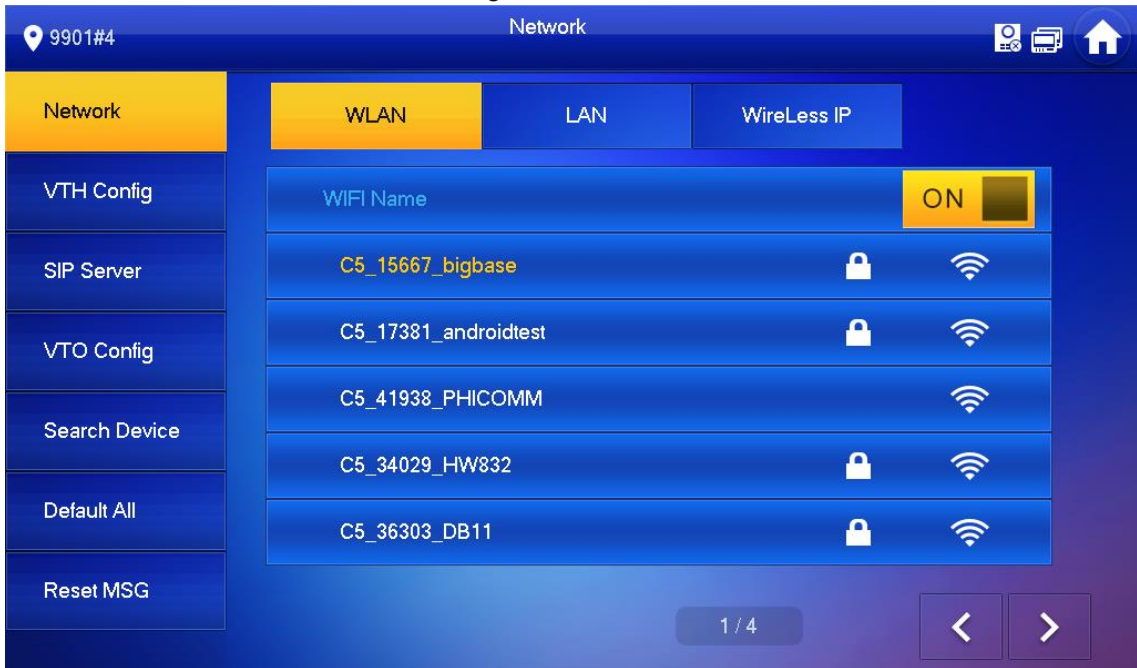 9901#4
Network
Network
WLAN
LAN
WireLess IP
VTH Config
WIFI Name
ON
SIP Server
C5_15667_bigbase
VTO Config
C5_17381_androidtest
C5_41938_PHICOMM
Search Device
C5_34029_HW832
Default All
C5_36303_DB11
Reset MSG
1 / 4